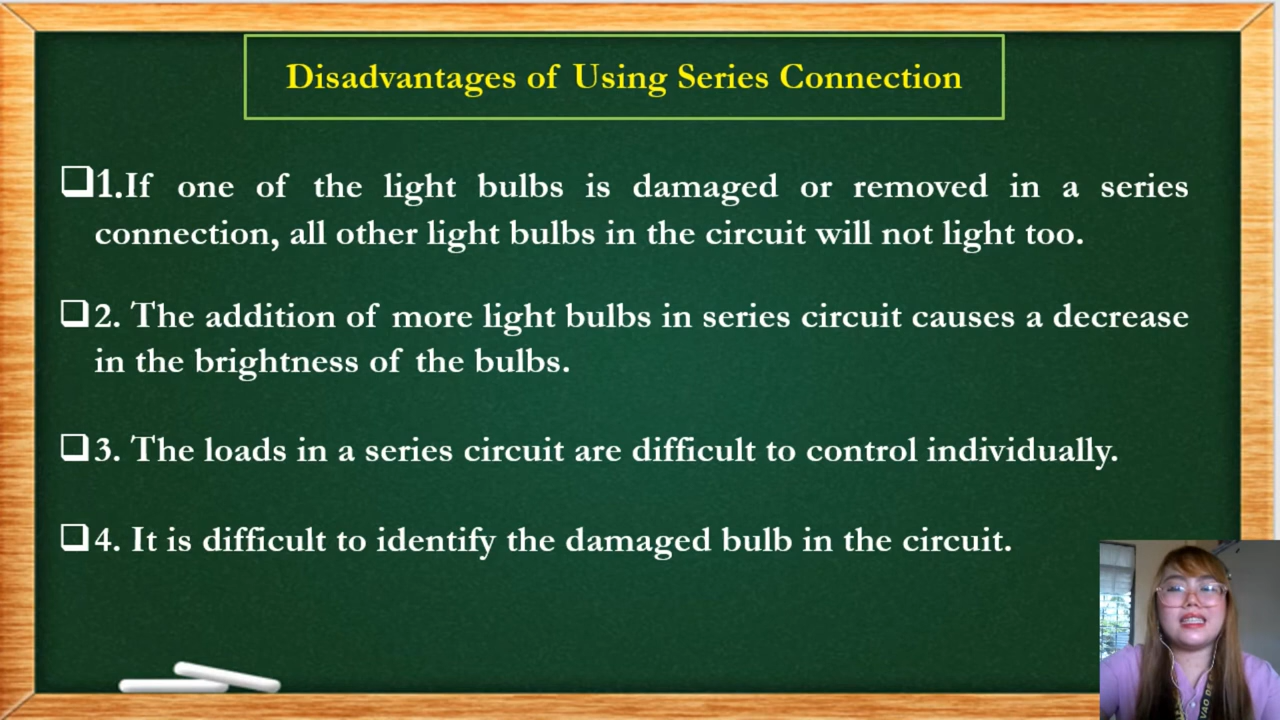 Disadvantages of Using Series Connection
1.If one of the light bulbs is damaged or removed in a series
connection, all other light bulbs in the circuit will not light too.
2. The addition of more light bulbs in series circuit causes a decrease
in the brightness of the bulbs.
3. The loads in a series circuit are difficult to control individually.
4. It is difficult to identify the damaged bulb in the circuit.